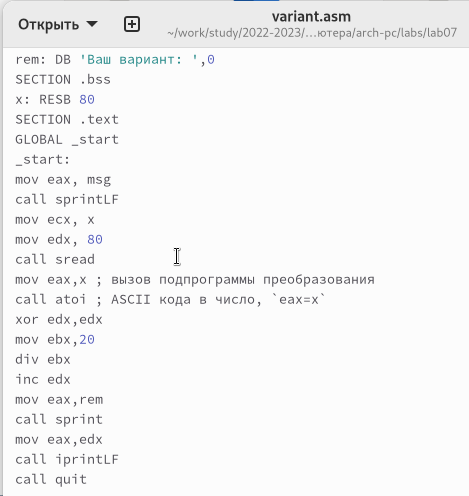 Открыть
variant.asm
~/work/study/2022-2023/…ютера/arch-pc/labs/lab07
rem: DB 'Ваш вариант: ',0
SECTION .bss
x: RESB 80
SECTION .text
GLOBAL _start
_start:
mov eax, msg
call sprintLF
mov ecx, x
mov edx, 80
call sread
mov eax,x ; вызов подпрограммы преобразования
call atoi ; ASCII кода в число, `eax=x`
xor edx,edx
mov ebx,20
div ebx
inc edx
mov eax,rem
call sprint
mov eax,edx
call iprintLF
call quit